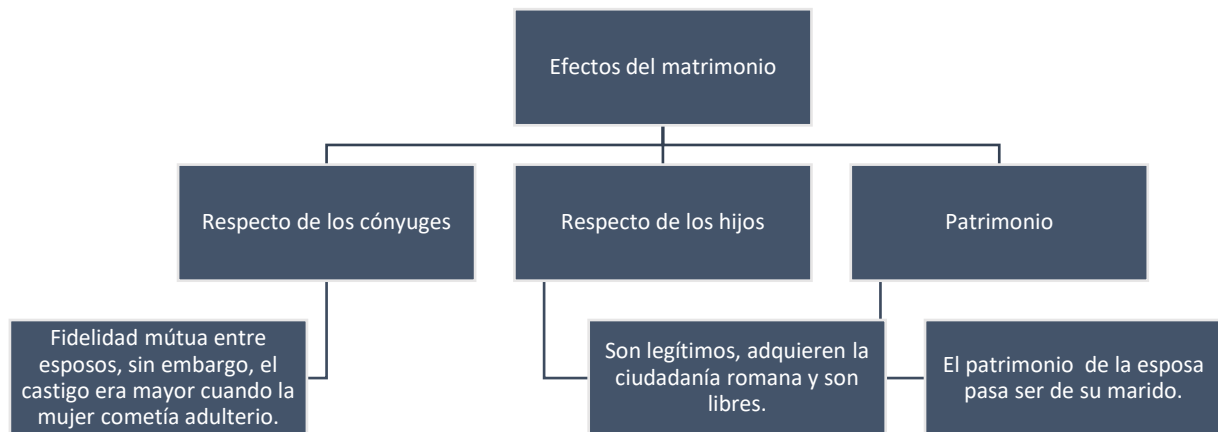 Efectos del matrimonio
Respecto de los cónyuges
Respecto de los hijos
Patrimonio
Fidelidad mútua entre
esposos, sin embargo, el
castigo era mayor cuando la
mujer cometía adulterio.
Son legítimos, adquieren la
ciudadanía romana y son
libres.
El patrimonio de la esposa
pasa ser de su marido.